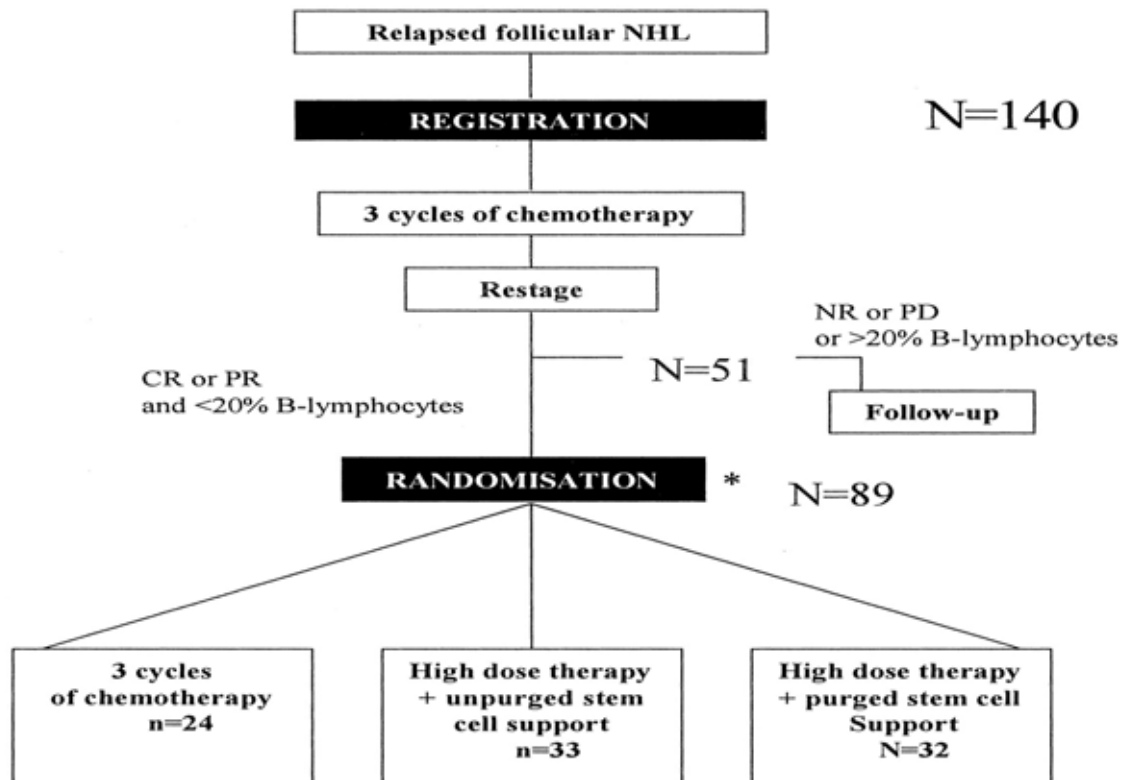 Relapsed follicular NHL
REGISTRATION
N=140
3 cycles of chemotherapy
Restage
NR or PD
or >20% B-lymphocytes
N=51
CR or PR
and <20% B-lymphocytes
Follow-up
RANDOMISATION *
N=89
3 cycles
of chemotherapy
n=24
High dose therapy
+ unpurged stem
cell support
n=33
High dose therapy
+ purged stem cell
Support
N=32